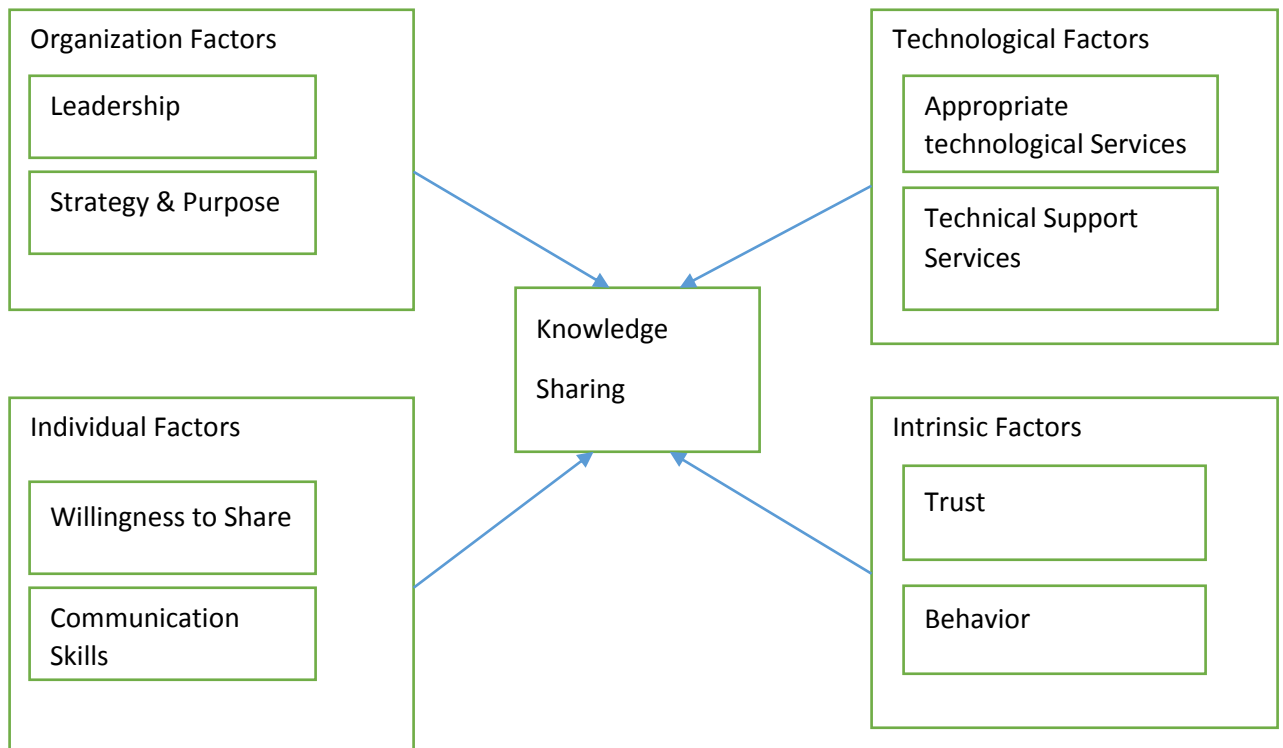 Organization Factors
Leadership
Strategy & Purpose
Technological Factors
Appropriate
technological Services
Technical Support
Services
Knowledge
Sharing
Individual Factors
Willingness to Share
Communication
Skills
Intrinsic Factors
Trust
Behavior